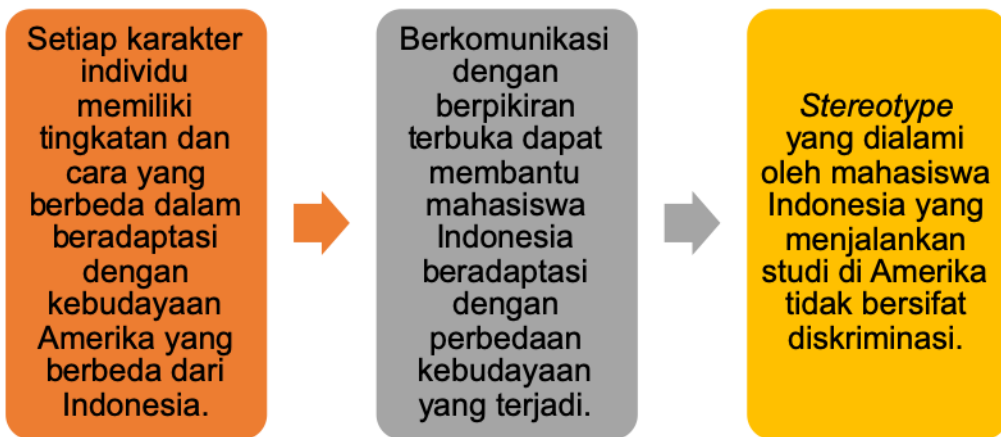 Setiap karakter
individu
memiliki
tingkatan dan
cara yang
berbeda dalam
beradaptasi
dengan
kebudayaan
Amerika yang
berbeda dari
Indonesia.
Berkomunikasi
dengan
berpikiran
terbuka dapat
membantu
mahasiswa
Indonesia
beradaptasi
dengan
perbedaan
kebudayaan
yang terjadi.
Stereotype
yang dialami
oleh mahasiswa
Indonesia yang
menjalankan
studi di Amerika
tidak bersifat
diskriminasi.